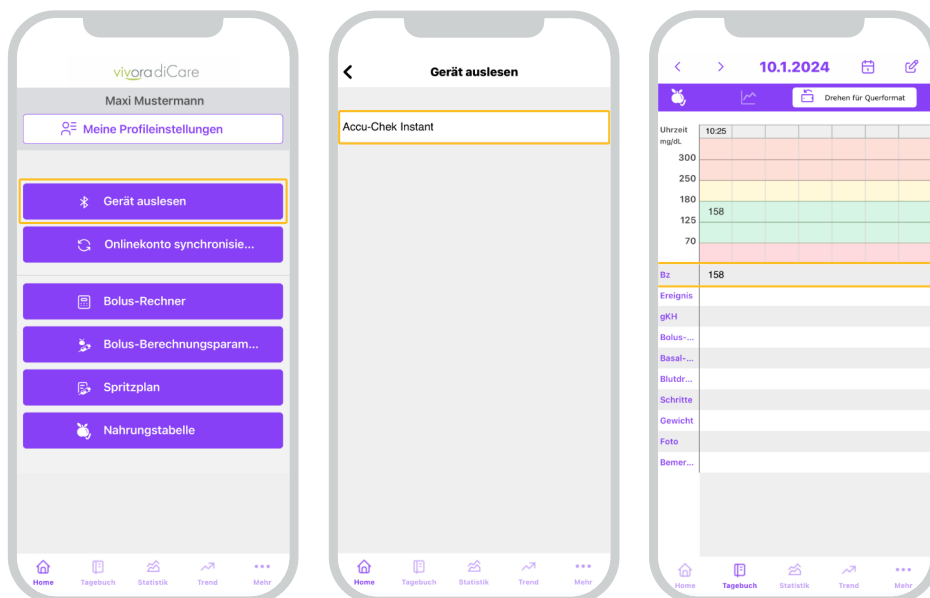 vivora diCare
Maxi Mustermann
Meine Profileinstellungen
Gerät auslesen
Onlinekonto synchronisie...
Bolus-Rechner
Bolus-Berechnungsparam...
Spritzplan
Nahrungstabelle
Home Tagebuch Statistik Trend Mehr
Gerät auslesen
Accu-Chek Instant
Home Tagebuch Statistik Trend Mehr
10.1.2024
Drehen für Querformat
Uhrzeit 10:25
mg/dL
300
250
180
158
125
70
Bz 158
Ereignis
gKH
Bolus-...
Basal-...
Blutdr...
Schritte
Gewicht
Foto
Bemer...
Home Tagebuch Statistik Trend Mehr